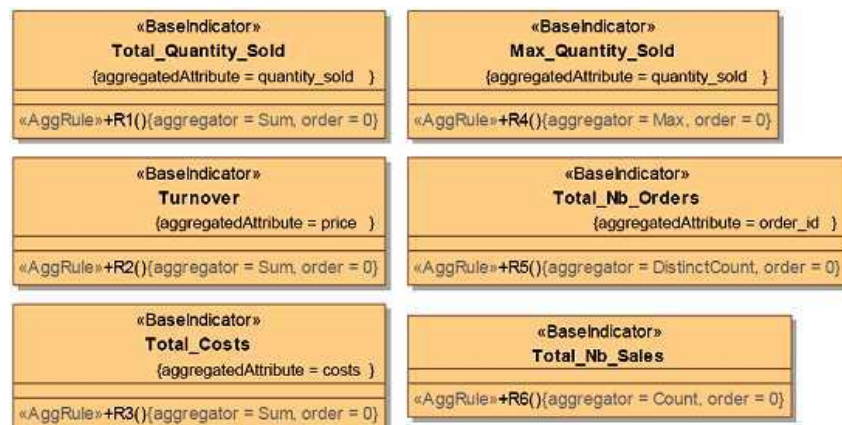 «BaseIndicator»
Total_Quantity_Sold
{aggregatedAttribute = quantity_sold }
«AggRule»+R1(){aggregator = Sum, order = 0}
«BaseIndicator»
Max_Quantity_Sold
{aggregatedAttribute = quantity_sold }
«AggRule»+R4(){aggregator = Max, order = 0}
«BaseIndicator»
Turnover
{aggregatedAttribute = price }
«AggRule»+R2(){aggregator = Sum, order = 0}
«BaseIndicator»
Total_Nb_Orders
{aggregatedAttribute = order_id }
«AggRule»+R5(){aggregator = DistinctCount, order = 0}
«BaseIndicator»
Total_Costs
{aggregatedAttribute = costs }
«AggRule»+R3(){aggregator = Sum, order = 0}
«BaseIndicator»
Total_Nb_Sales
«AggRule»+R6(){aggregator = Count, order = 0}